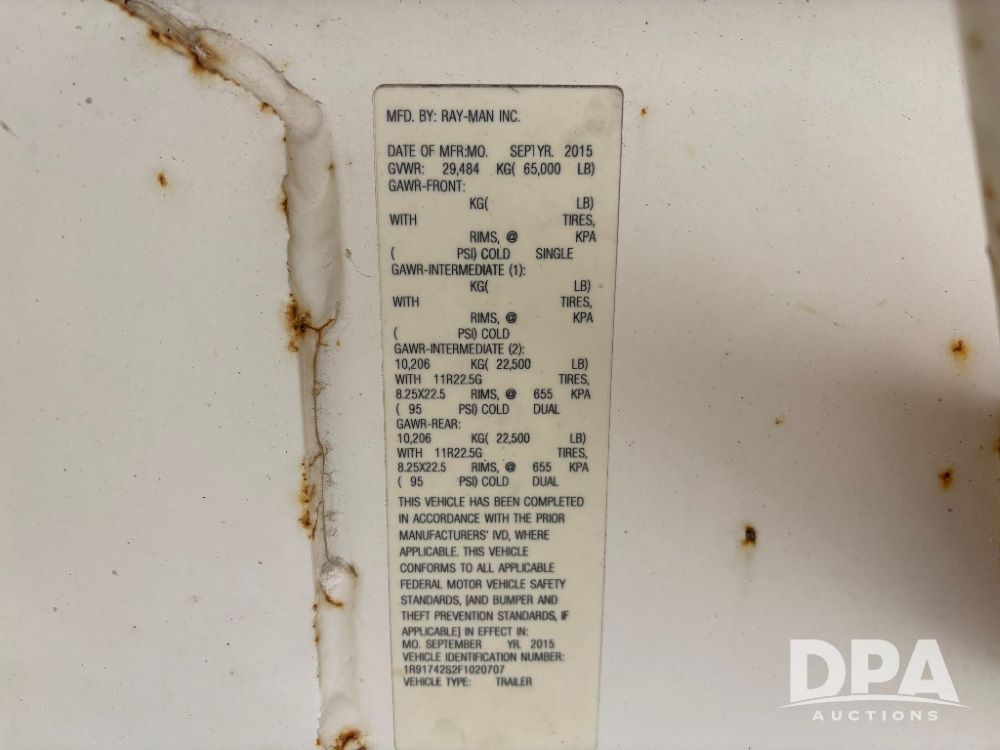 MFD. BY: RAY-MAN INC.
DATE OF MFR:MO. SEPT YR. 2015
GVWR: 29,484 KG( 65,000 LB)
GAWR-FRONT:
KG( LB)
WITH TIRES,
RIMS, @ KPA
( PSI) COLD SINGLE
GAWR-INTERMEDIATE (1):
KG( LB)
WITH TIRES,
RIMS, @ KPA
( PSI) COLD
GAWR-INTERMEDIATE (2):
10,206 KG( 22,500 LB)
WITH 11R22.5G TIRES,
8.25X22.5 RIMS, @ 655 KPA
( 95 PSI) COLD DUAL
GAWR-REAR:
10,206 KG( 22,500 LB)
WITH 11R22.5G TIRES,
8.25X22.5 RIMS, @ 655 KPA
( 95 PSI) COLD DUAL
THIS VEHICLE HAS BEEN COMPLETED
IN ACCORDANCE WITH THE PRIOR
MANUFACTURERS' IVD, WHERE
APPLICABLE. THIS VEHICLE
CONFORMS TO ALL APPLICABLE
FEDERAL MOTOR VEHICLE SAFETY
STANDARDS, [AND BUMPER AND
THEFT PREVENTION STANDARDS, IF
APPLICABLE] IN EFFECT IN:
MO. SEPTEMBER YR. 2015
VEHICLE IDENTIFICATION NUMBER:
1R91742S2F1020707
VEHICLE TYPE: TRAILER
DPA
AUCTIONS